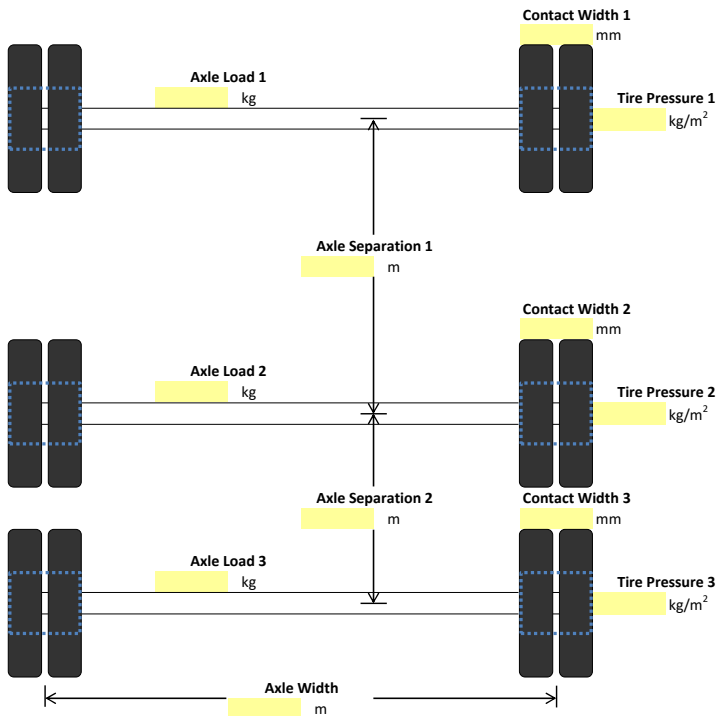 Contact Width 1
mm
Axle Load 1
kg
Tire Pressure 1
kg/m²
Axle Separation 1
m
Contact Width 2
mm
Axle Load 2
kg
Tire Pressure 2
kg/m²
Axle Separation 2
m
Contact Width 3
mm
Axle Load 3
kg
Tire Pressure 3
kg/m²
Axle Width
m